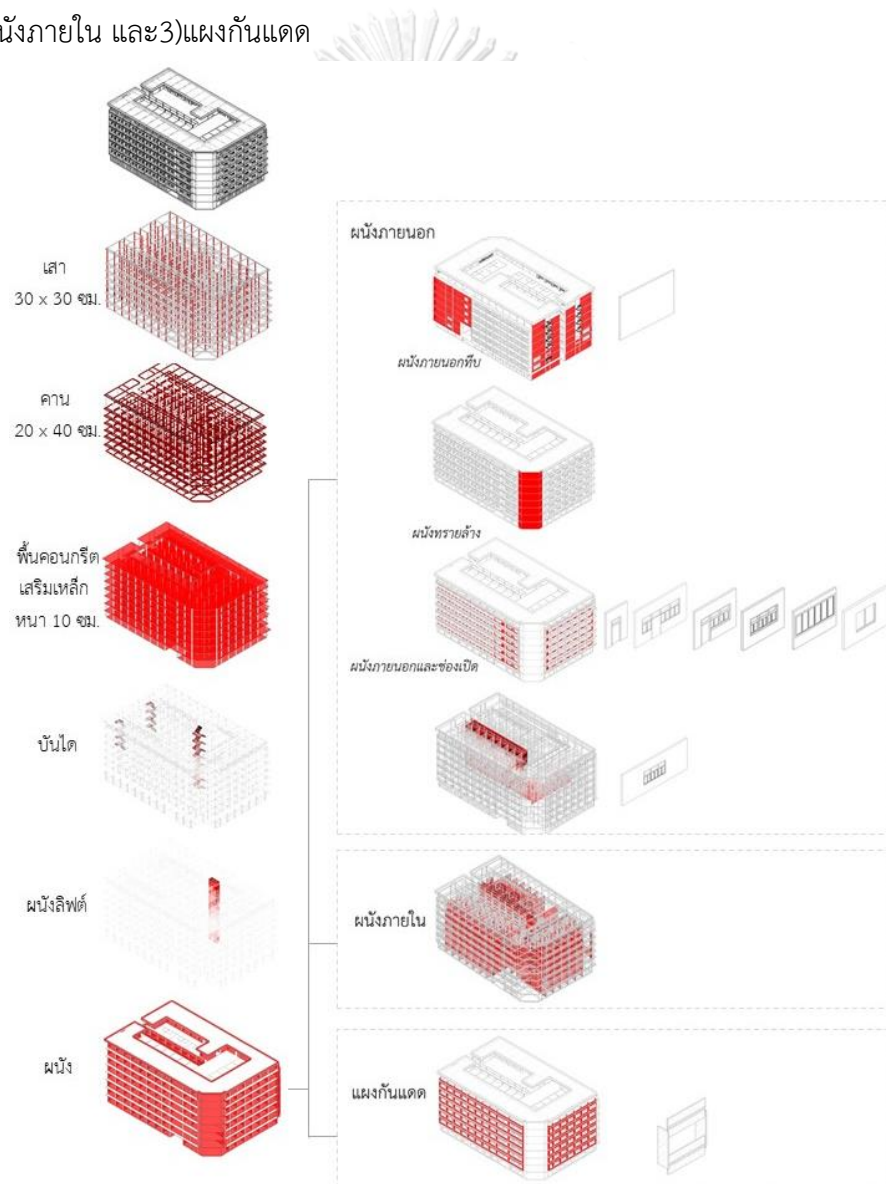 นังภายใน และ3)แผงกันแดด
เสา
30 x 30 ซม.
คาน
20 x 40 ซม.
พื้นคอนกรีต
เสริมเหล็ก
หนา 10 ซม.
บันได
ผนังลิฟต์
ผนัง
ผนังภายนอก
ผนังภายนอกทึบ
ผนังทรายล้าง
ผนังภายนอกและช่องเปิด
ผนังภายใน
แผงกันแดด